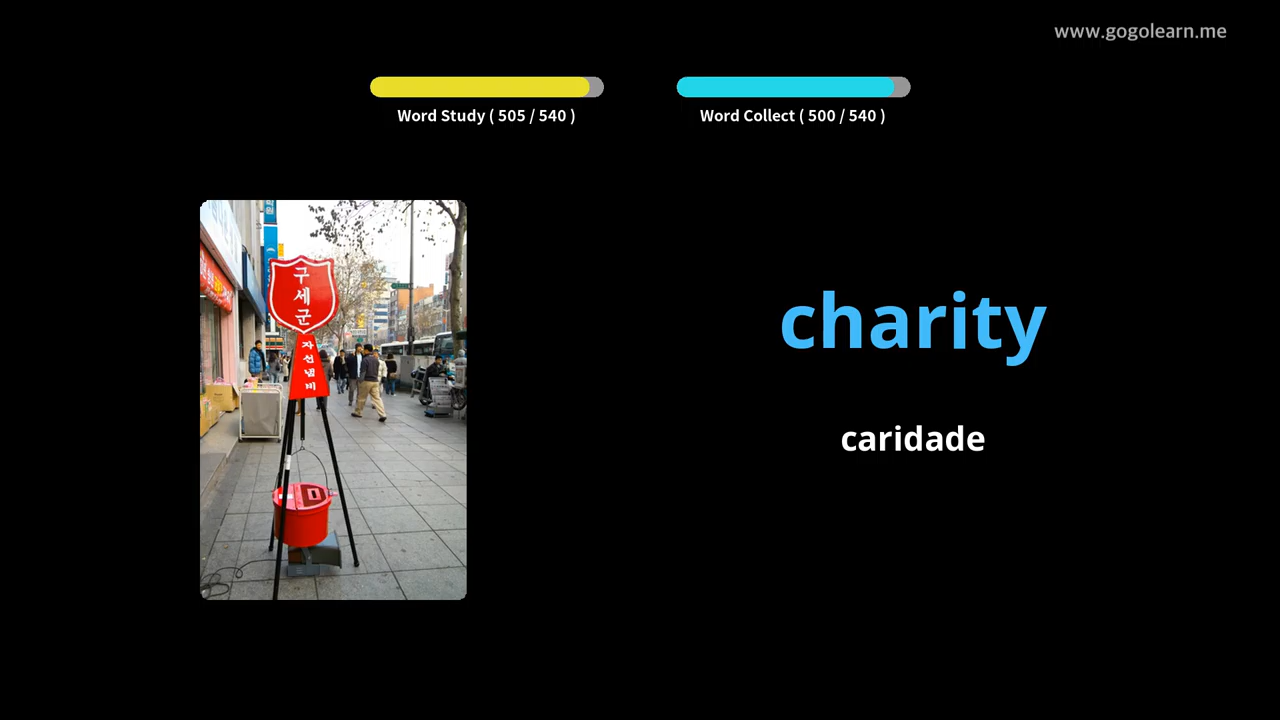 www.gogolearn.me
Word Study ( 505 / 540 )
Word Collect ( 500 / 540 )
구
세
군
자
선
냄
비
charity
caridade